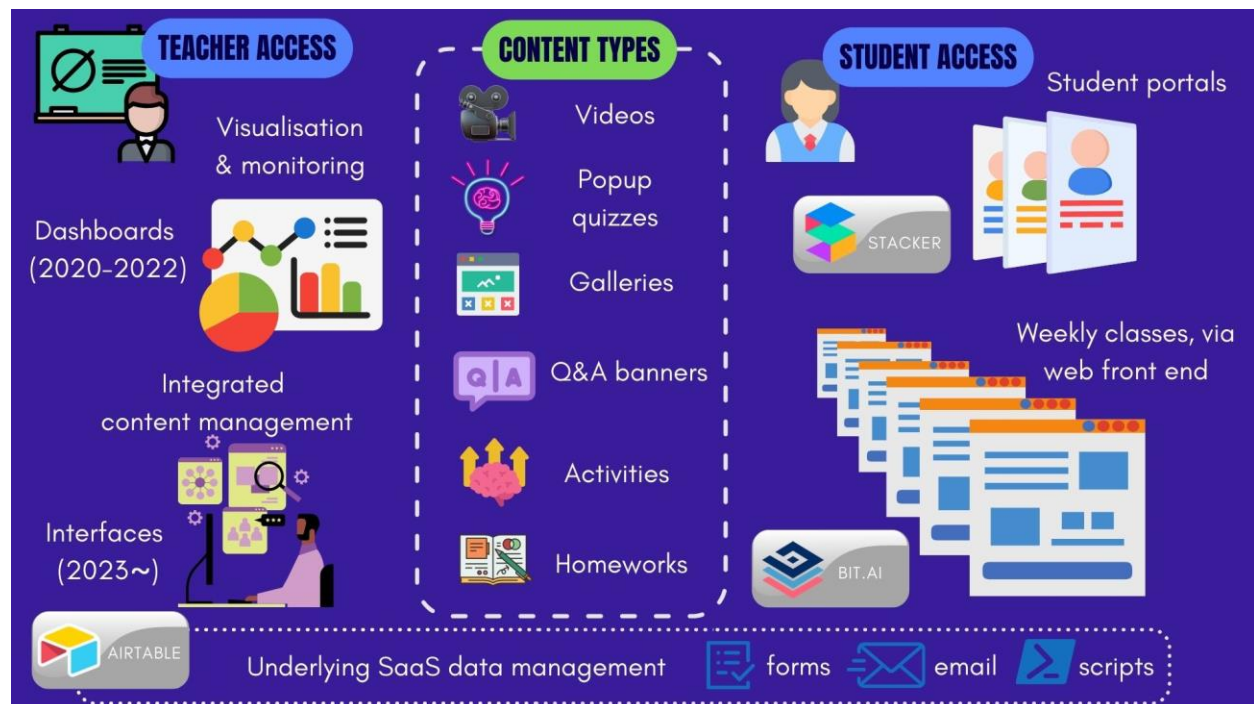 TEACHER ACCESS
Visualisation
& monitoring
Dashboards
(2020-2022)
Integrated
content management
Interfaces
(2023~)
CONTENT TYPES
Videos
Popup
quizzes
Galleries
Q|A
Q&A banners
Activities
Homeworks
STUDENT ACCESS
Student portals
STACKER
Weekly classes, via
web front end
BIT.AI
AIRTABLE
Underlying SaaS data management
forms
email
scripts